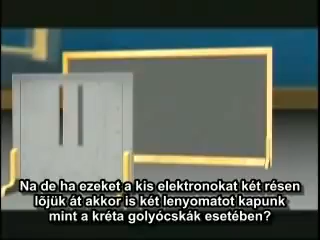 Na de ha ezeket a kis elektronokat két résen
lőjük át akkor is két lenyomatot kapunk
mint a kréta golyócskák esetében?